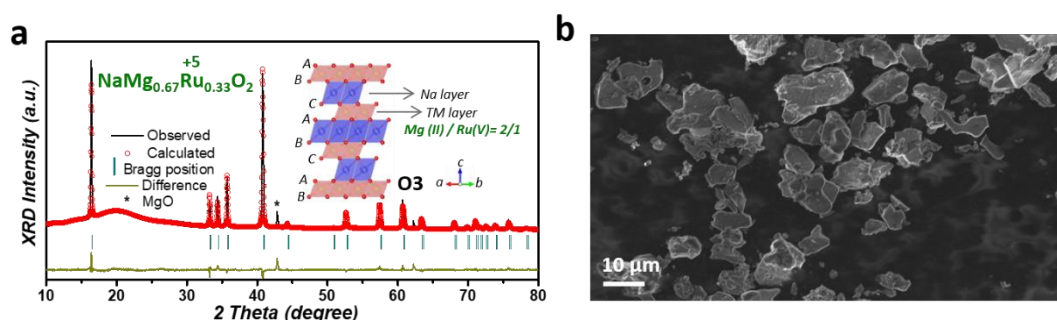 a
+5
NaMg0.67Ru0.33O2
Observed
Calculated
Bragg position
Difference
* MgO
A
B
C
A
B
C
A
B
Na layer
TM layer
Mg (II) / Ru(V)= 2/1
O3
c
a
b
*
XRD Intensity (a.u.)
10 20 30 40 50 60 70 80
2 Theta (degree)
b
10 μm